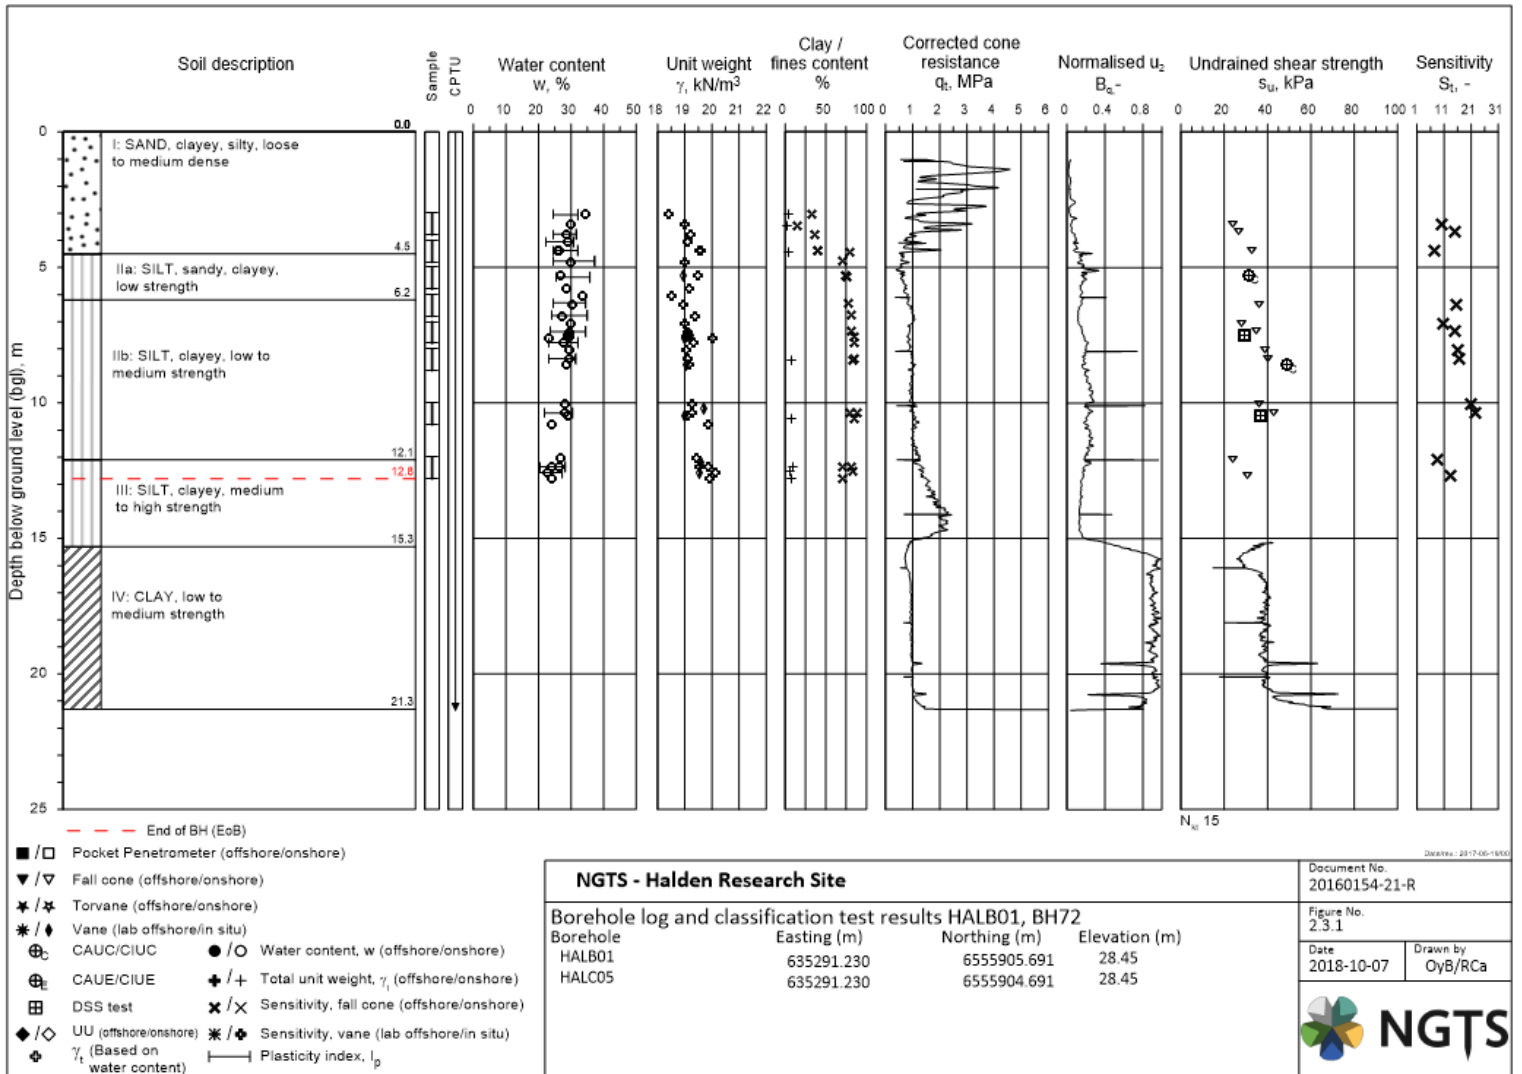 Soil description
Sample
CPTU
Water content
w, %
Unit weight
γ, kN/m³
Clay /
fines content
%
Corrected cone
resistance
qt, MPa
Normalised u2
Bq,-
Undrained shear strength
su, kPa
Sensitivity
St, -
0 10 20 30 40 50
18 19 20 21 22
0 50 100
0 1 2 3 4 5 6
0 0.4 0.8
0 20 40 60 80 100
1 11 21 31
Depth below ground level (bgl), m
0
5
10
15
20
25
0.0
I: SAND, clayey, silty, loose
to medium dense
4.5
IIa: SILT, sandy, clayey,
low strength
6.2
IIb: SILT, clayey, low to
medium strength
12.1
12.8
III: SILT, clayey, medium
to high strength
15.3
IV: CLAY, low to
medium strength
21.3
Nkt 15
End of BH (EoB)
Pocket Penetrometer (offshore/onshore)
Fall cone (offshore/onshore)
Torvane (offshore/onshore)
Vane (lab offshore/in situ)
C CAUC/CIUC
Water content, w (offshore/onshore)
E CAUE/CIUE
Total unit weight, γt (offshore/onshore)
DSS test
Sensitivity, fall cone (offshore/onshore)
UU (offshore/onshore)
Sensitivity, vane (lab offshore/in situ)
γt (Based on
water content)
Plasticity index, Ip
NGTS - Halden Research Site
Borehole log and classification test results HALB01, BH72
Borehole Easting (m) Northing (m) Elevation (m)
HALB01 635291.230 6555905.691 28.45
HALC05 635291.230 6555904.691 28.45
Document No.
20160154-21-R
Figure No.
2.3.1
Date
2018-10-07
Drawn by
OyB/RCa
NGTS